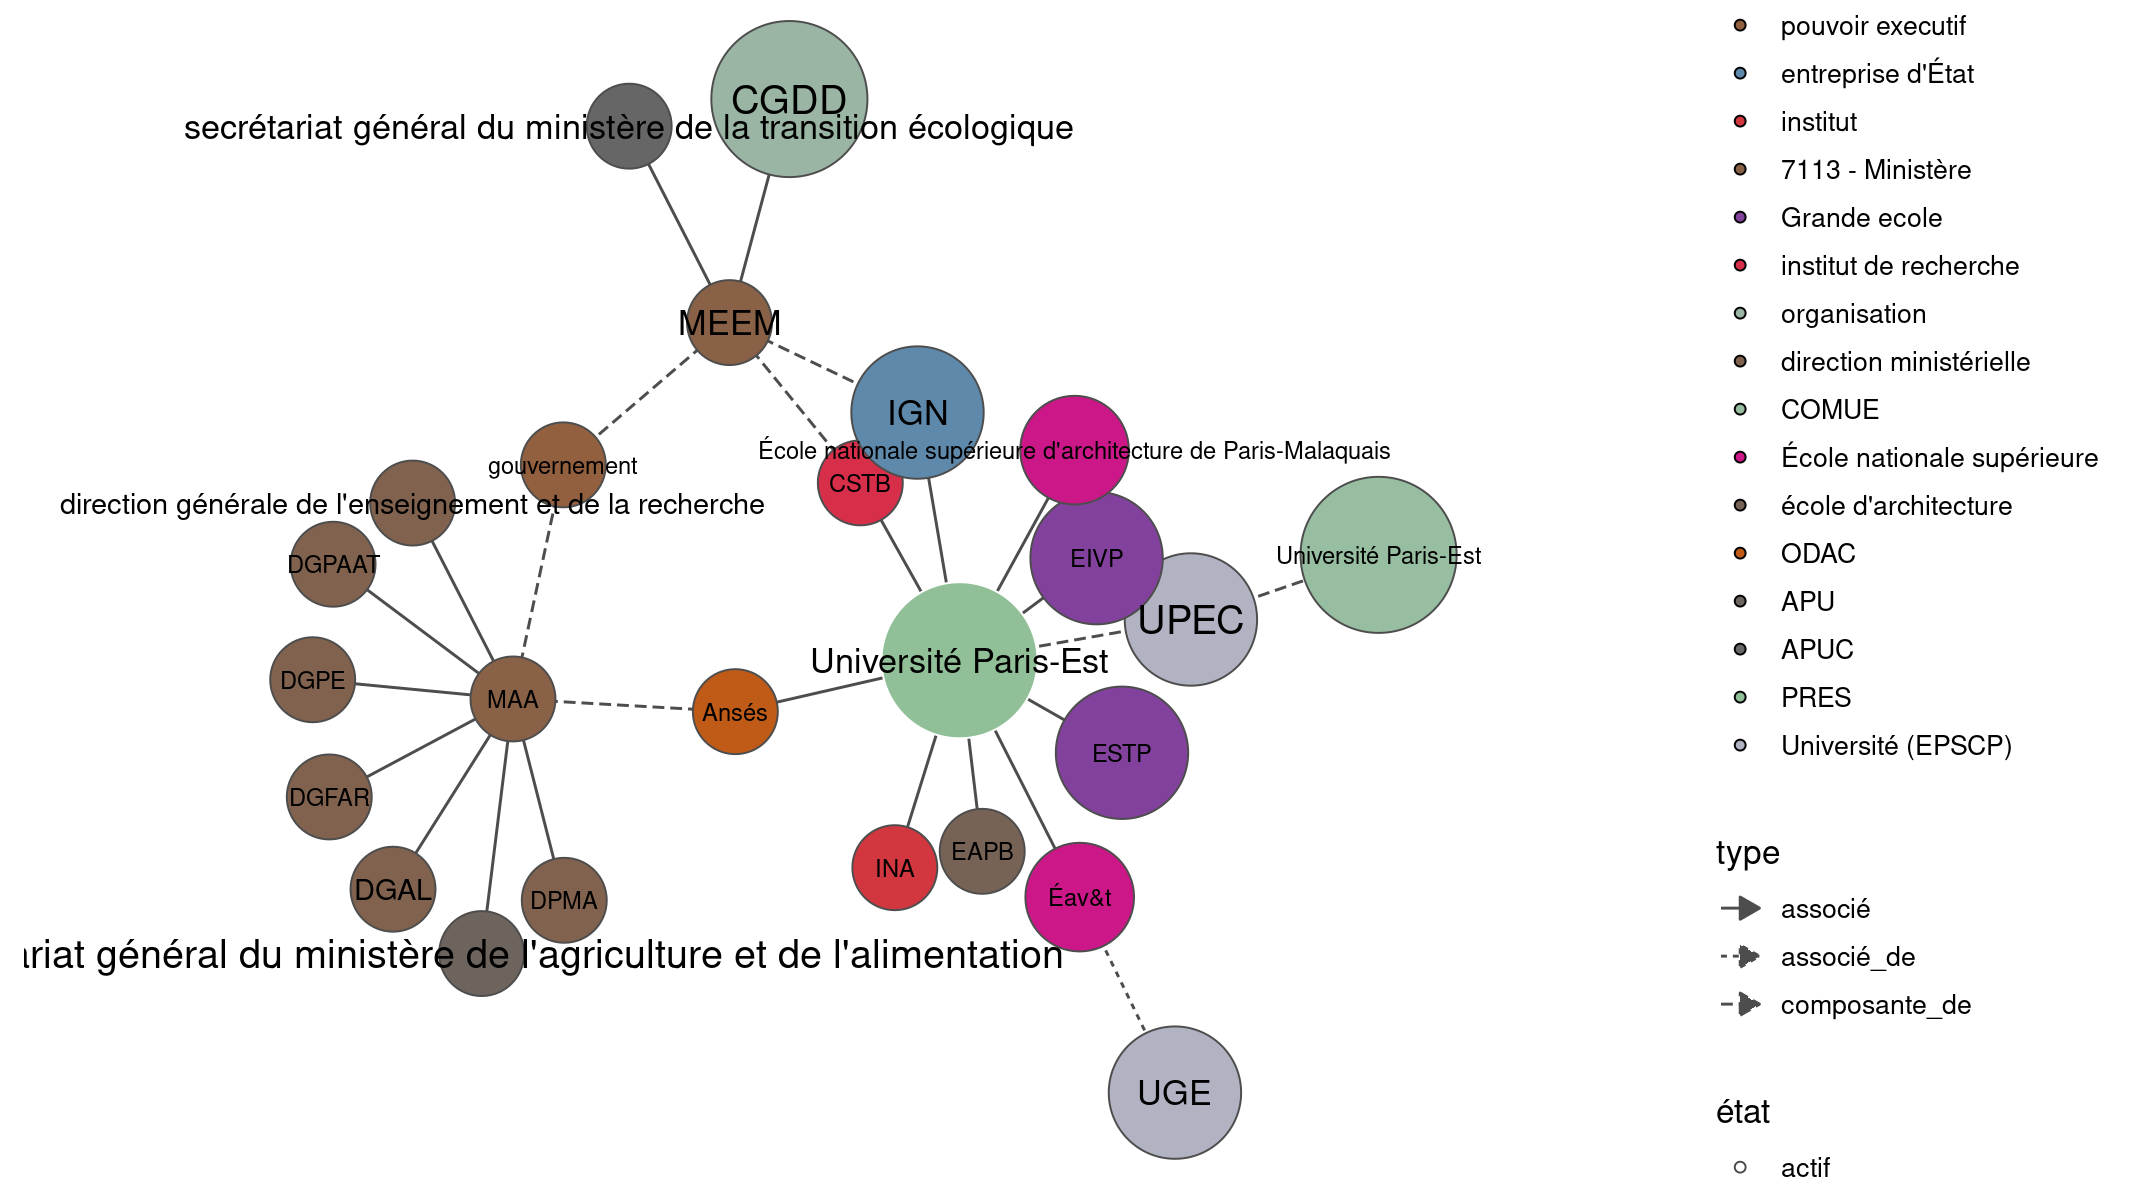 CGDD
secrétariat général du ministère de la transition écologique
MEEM
IGN
École nationale supérieure d'architecture de Paris-Malaquais
gouvernement
CSTB
direction générale de l'enseignement et de la recherche
DGPAAT
EIVP
Université Paris-Est
UPEC
Université Paris-Est
DGPE
MAA
Ansés
ESTP
DGFAR
INA
EAPB
DGAL
DPMA
Éav&t
général du ministère de l'agriculture et de l'alimentation
UGE
pouvoir executif
entreprise d'État
institut
7113 - Ministère
Grande ecole
institut de recherche
organisation
direction ministérielle
COMUE
École nationale supérieure
école d'architecture
ODAC
APU
APUC
PRES
Université (EPSCP)
type
associé
associé_de
composante_de
état
actif